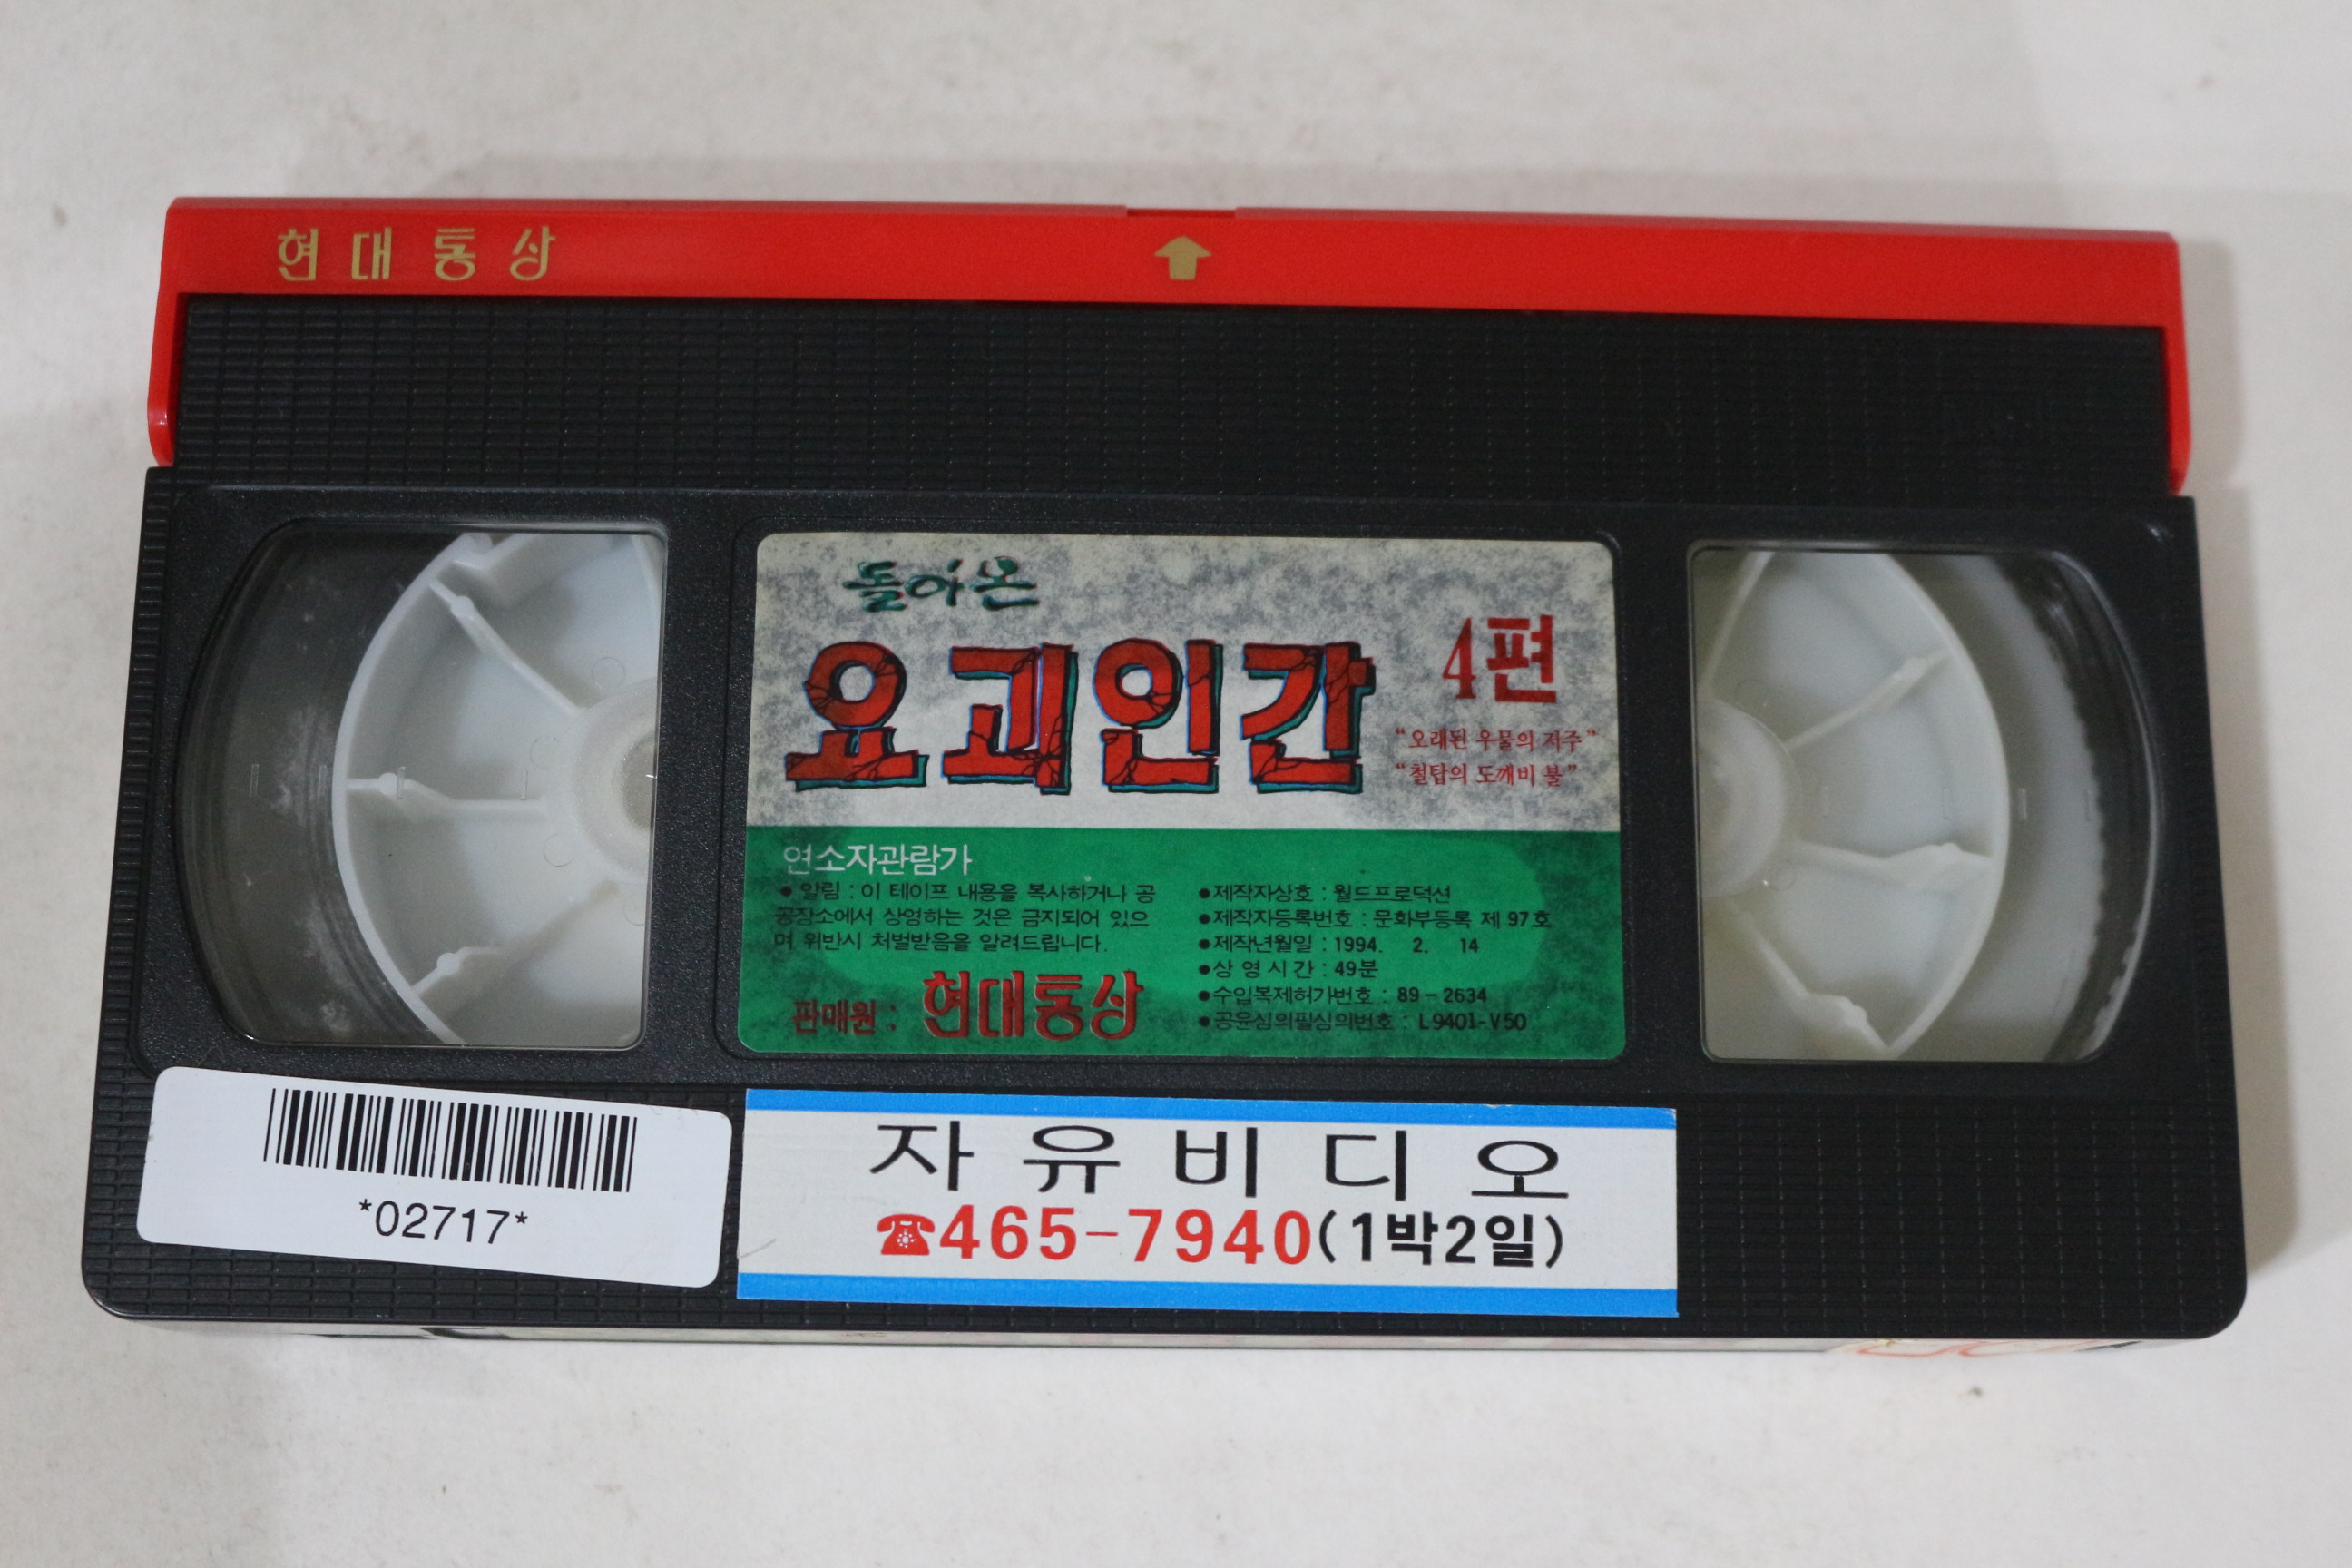 현대통상
돌아온
요괴인간
4편
"오래된 우물의 저주"
"철탑의 도깨비 불"
연소자관람가
● 알림 : 이 테이프 내용을 복사하거나 공
공장소에서 상영하는 것은 금지되어 있으
며 위반시 처벌받음을 알려드립니다.
판매원 : 현대통상
●제작자상호 : 월드프로덕션
●제작자등록번호 : 문화부등록 제 97호
●제작년월일 : 1994. 2. 14
●상영시간 : 49분
●수입복제허가번호 : 89-2634
●공윤심의필심의번호 : L9401-V50
*02717*
자유비디오
☎465-7940(1박2일)